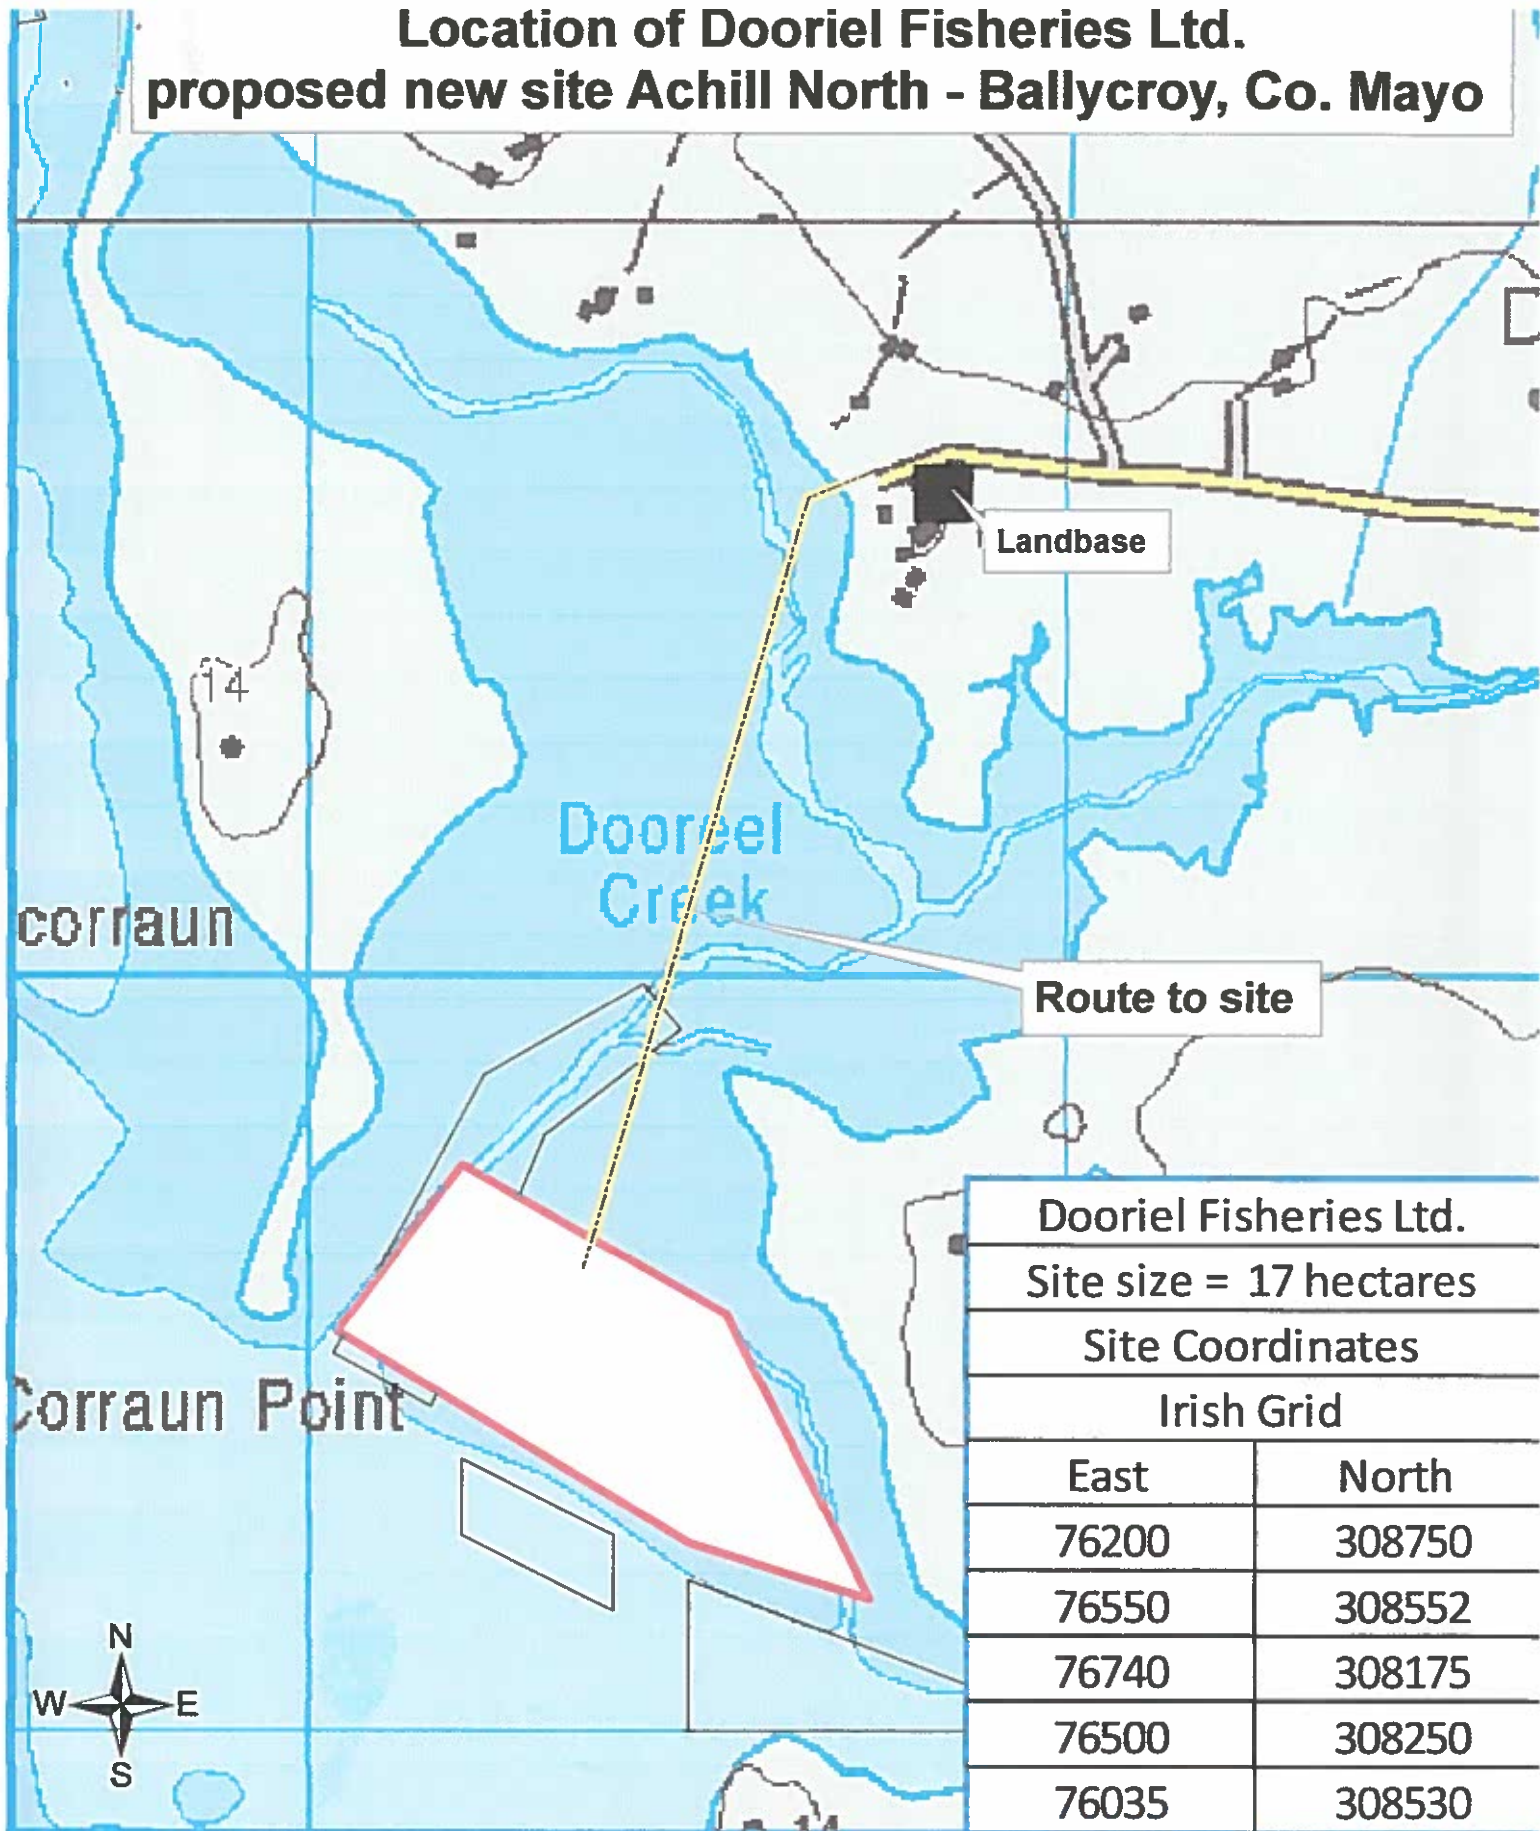 Location of Dooriel Fisheries Ltd.
proposed new site Achill North - Ballycroy, Co. Mayo
D
Landbase
14
Dooreel
Creek
corraun
Route to site
Corraun Point
Dooriel Fisheries Ltd.
Site size = 17 hectares
Site Coordinates
Irish Grid
East North
76200 308750
76550 308552
76740 308175
76500 308250
76035 308530
N
W E
S
14